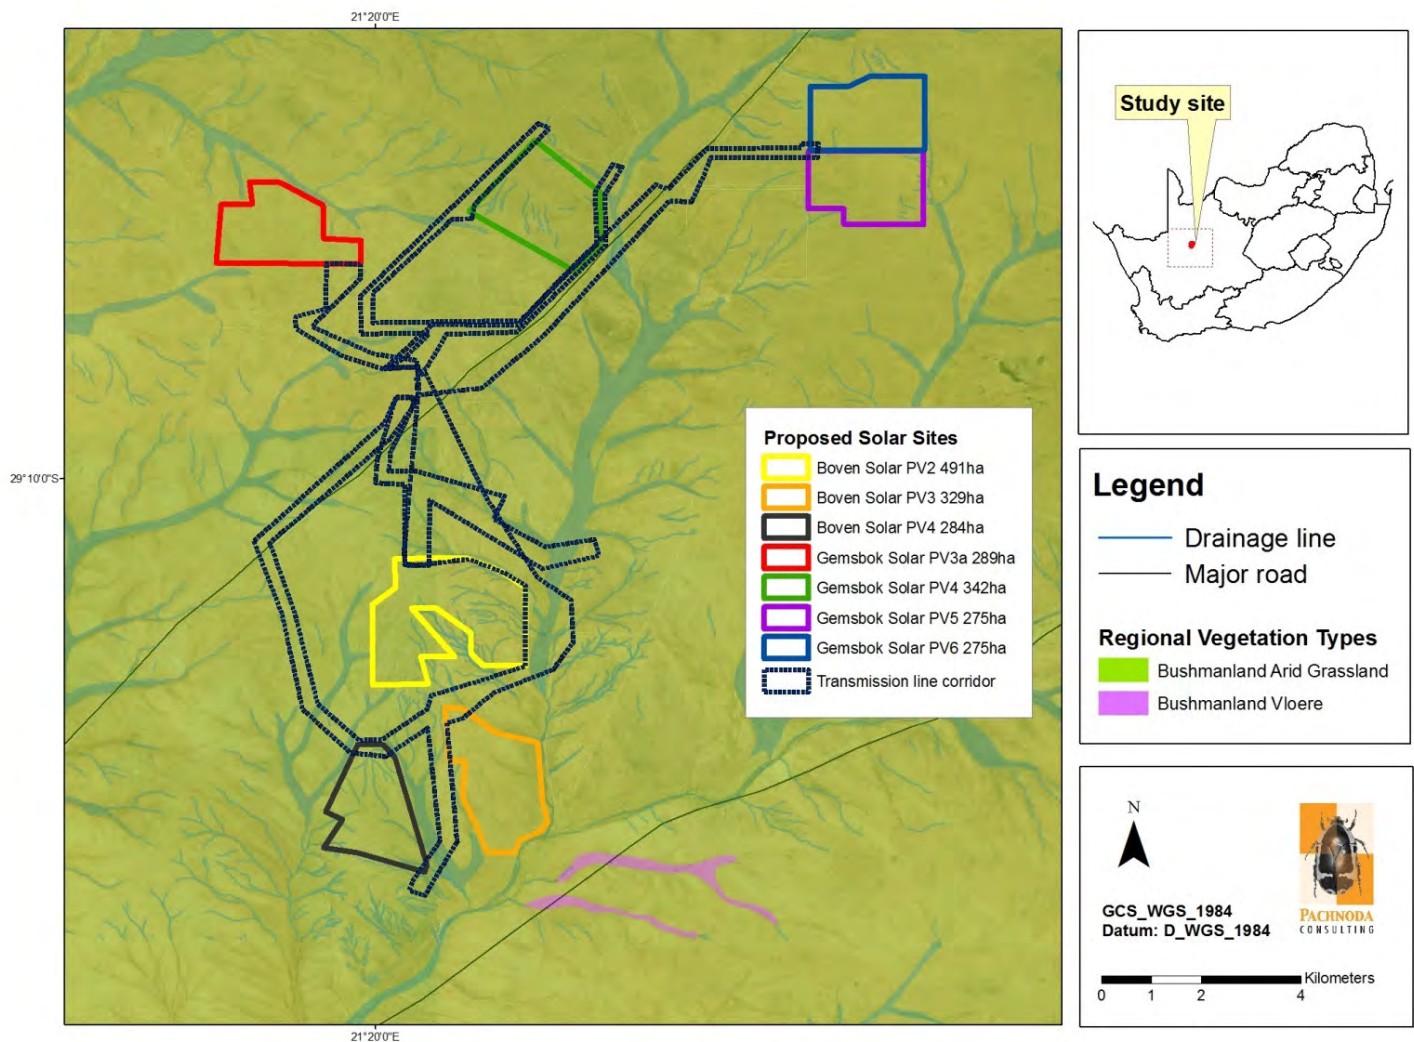 21°20'0"E
29°10'0"S
Proposed Solar Sites
Boven Solar PV2 491ha
Boven Solar PV3 329ha
Boven Solar PV4 284ha
Gemsbok Solar PV3a 289ha
Gemsbok Solar PV4 342ha
Gemsbok Solar PV5 275ha
Gemsbok Solar PV6 275ha
Transmission line corridor
21°20'0"E
Study site
Legend
Drainage line
Major road
Regional Vegetation Types
Bushmanland Arid Grassland
Bushmanland Vloere
N
GCS_WGS_1984
Datum: D_WGS_1984
PACHNODA
CONSULTING
Kilometers
0 1 2 4